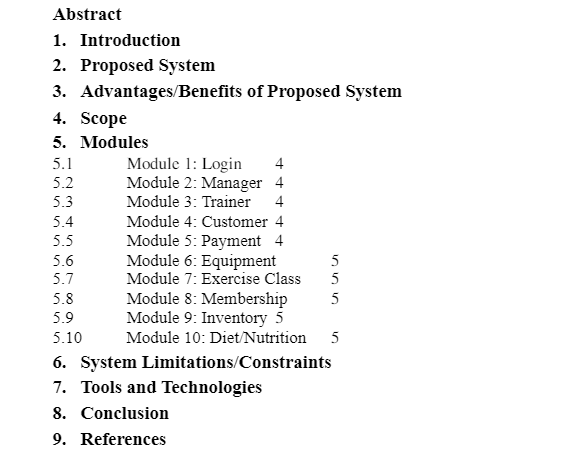 Abstract
1. Introduction
2. Proposed System
3. Advantages/Benefits of Proposed System
4. Scope
5. Modules
5.1 Module 1: Login 4
5.2 Module 2: Manager 4
5.3 Module 3: Trainer 4
5.4 Module 4: Customer 4
5.5 Module 5: Payment 4
5.6 Module 6: Equipment 5
5.7 Module 7: Exercise Class 5
5.8 Module 8: Membership 5
5.9 Module 9: Inventory 5
5.10 Module 10: Diet/Nutrition 5
6. System Limitations/Constraints
7. Tools and Technologies
8. Conclusion
9. References